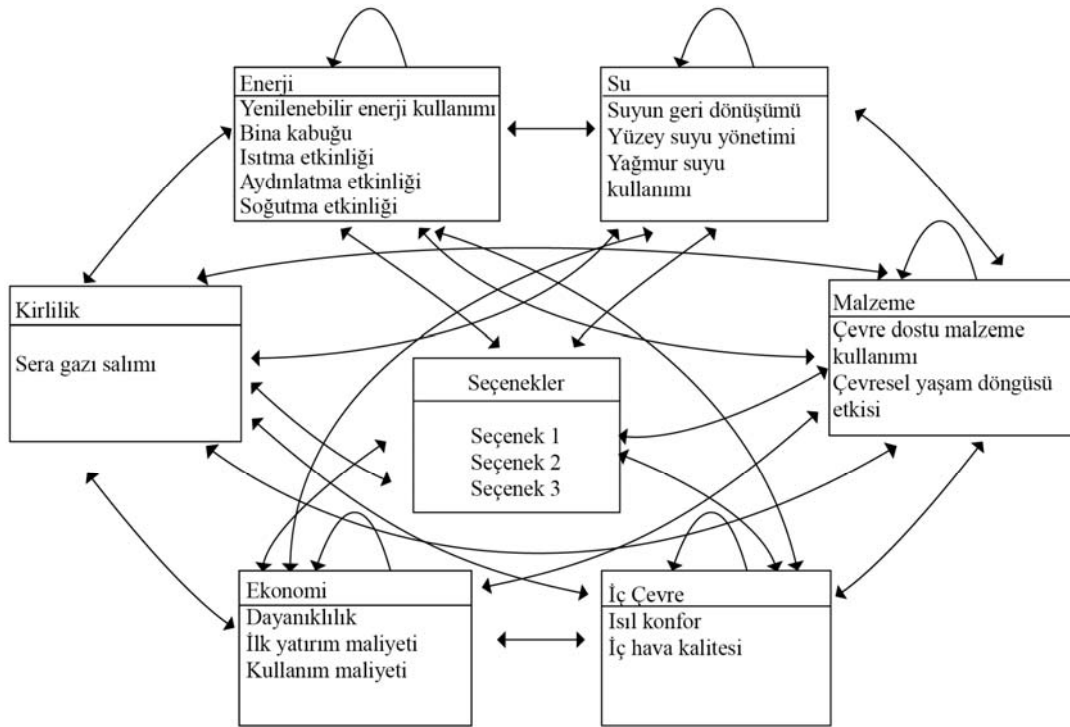 Enerji
Yenilenebilir enerji kullanımı
Bina kabuğu
Isıtma etkinliği
Aydınlatma etkinliği
Soğutma etkinliği
Su
Suyun geri dönüşümü
Yüzey suyu yönetimi
Yağmur suyu
kullanımı
Kirlilik
Sera gazı salımı
Seçenekler
Seçenek 1
Seçenek 2
Seçenek 3
Malzeme
Çevre dostu malzeme
kullanımı
Çevresel yaşam döngüsü
etkisi
Ekonomi
Dayanıklılık
İlk yatırım maliyeti
Kullanım maliyeti
İç Çevre
Isıl konfor
İç hava kalitesi